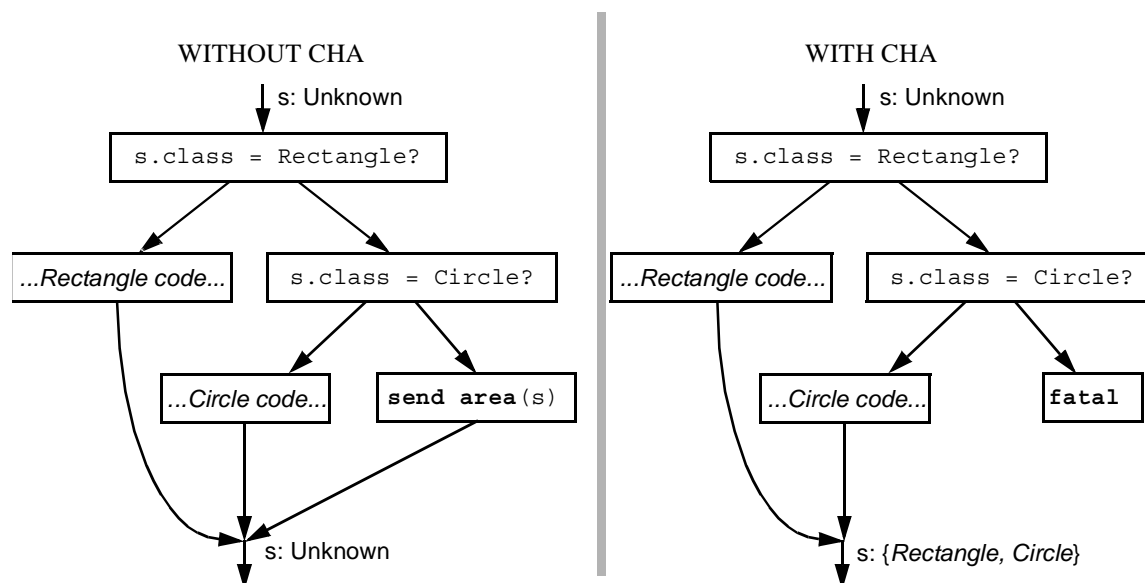 WITHOUT CHA
s: Unknown
s.class = Rectangle?
...Rectangle code...
s.class = Circle?
...Circle code...
send area(s)
s: Unknown
WITH CHA
s: Unknown
s.class = Rectangle?
...Rectangle code...
s.class = Circle?
...Circle code...
fatal
s: {Rectangle, Circle}